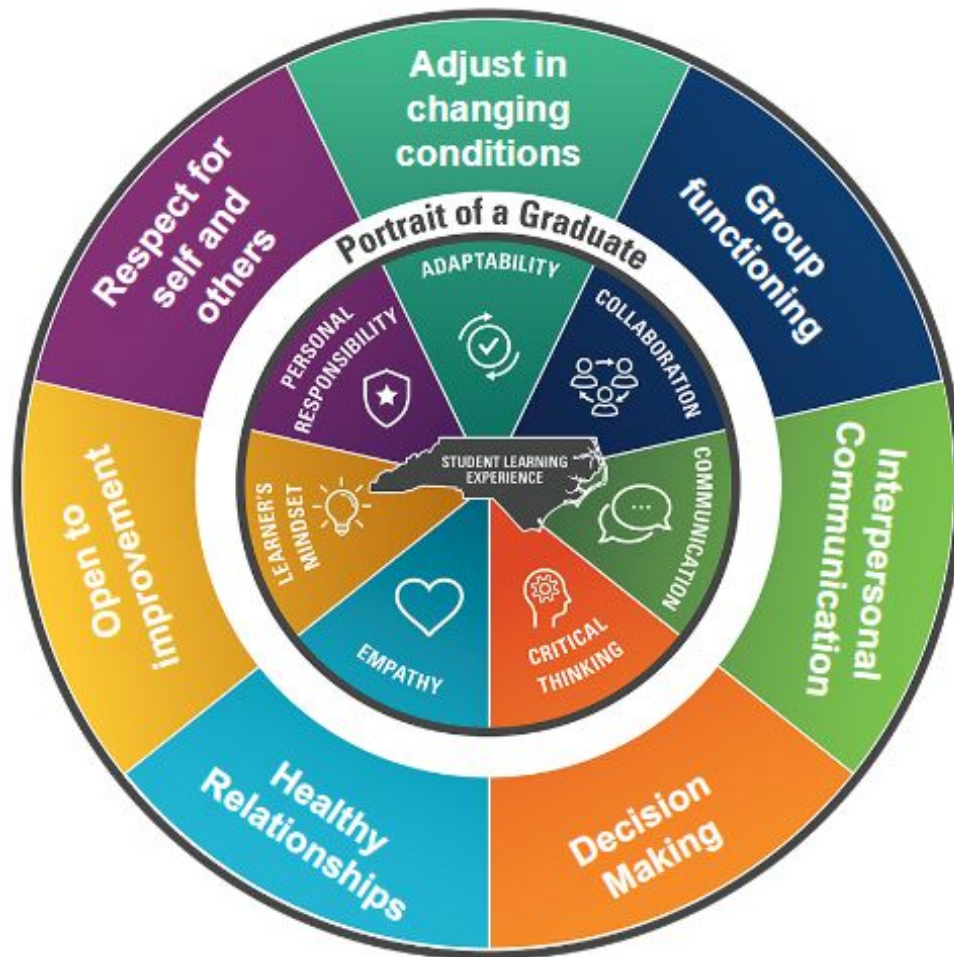 Adjust in
changing
conditions
Group
functioning
Interpersonal
Communication
Decision
Making
Healthy
Relationships
Open to
improvement
Respect for
self and
others
Portrait of a Graduate
ADAPTABILITY
COLLABORATION
COMMUNICATION
CRITICAL
THINKING
EMPATHY
LEARNER'S
MINDSET
PERSONAL
RESPONSIBILITY
STUDENT LEARNING
EXPERIENCE